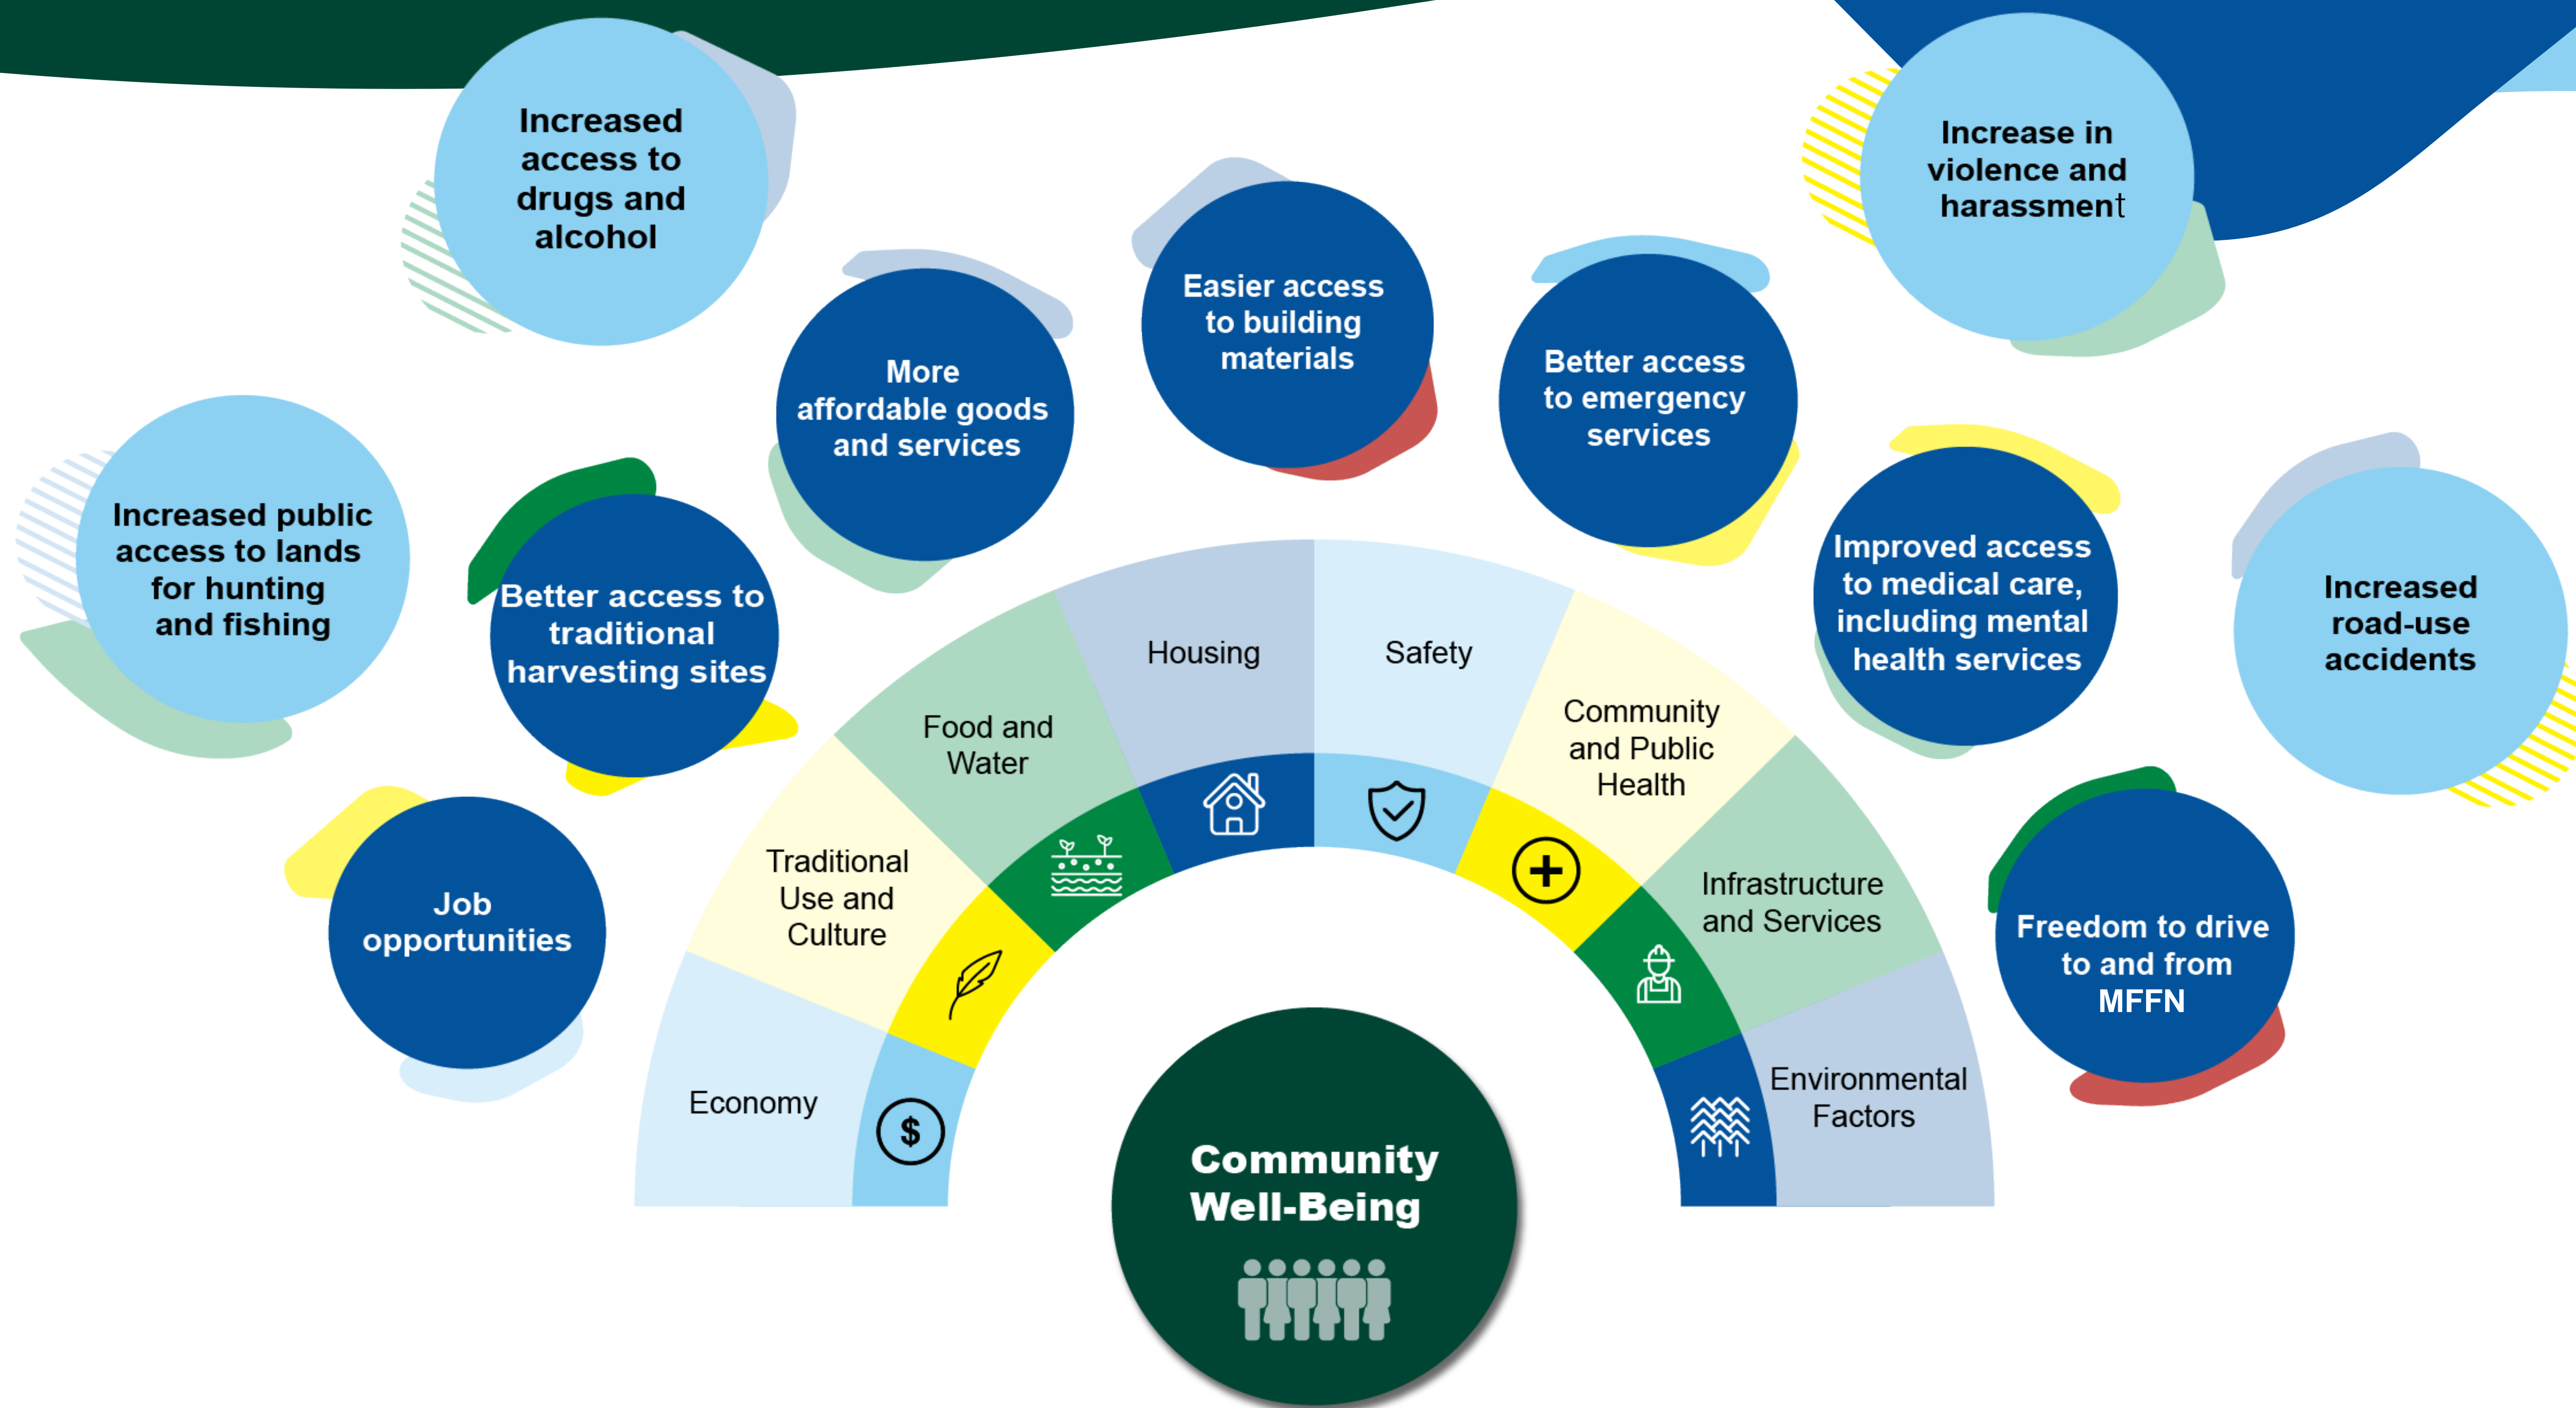 Increased
access to
drugs and
alcohol
Increase in
violence and
harassment
Easier access
to building
materials
More
affordable goods
and services
Better access
to emergency
services
Increased public
access to lands
for hunting
and fishing
Better access to
traditional
harvesting sites
Improved access
to medical care,
including mental
health services
Increased
road-use
accidents
Job
opportunities
Freedom to drive
to and from
MFFN
Economy
$
Traditional
Use and
Culture
Food and
Water
Housing
Safety
Community
and Public
Health
Infrastructure
and Services
Environmental
Factors
Community
Well-Being